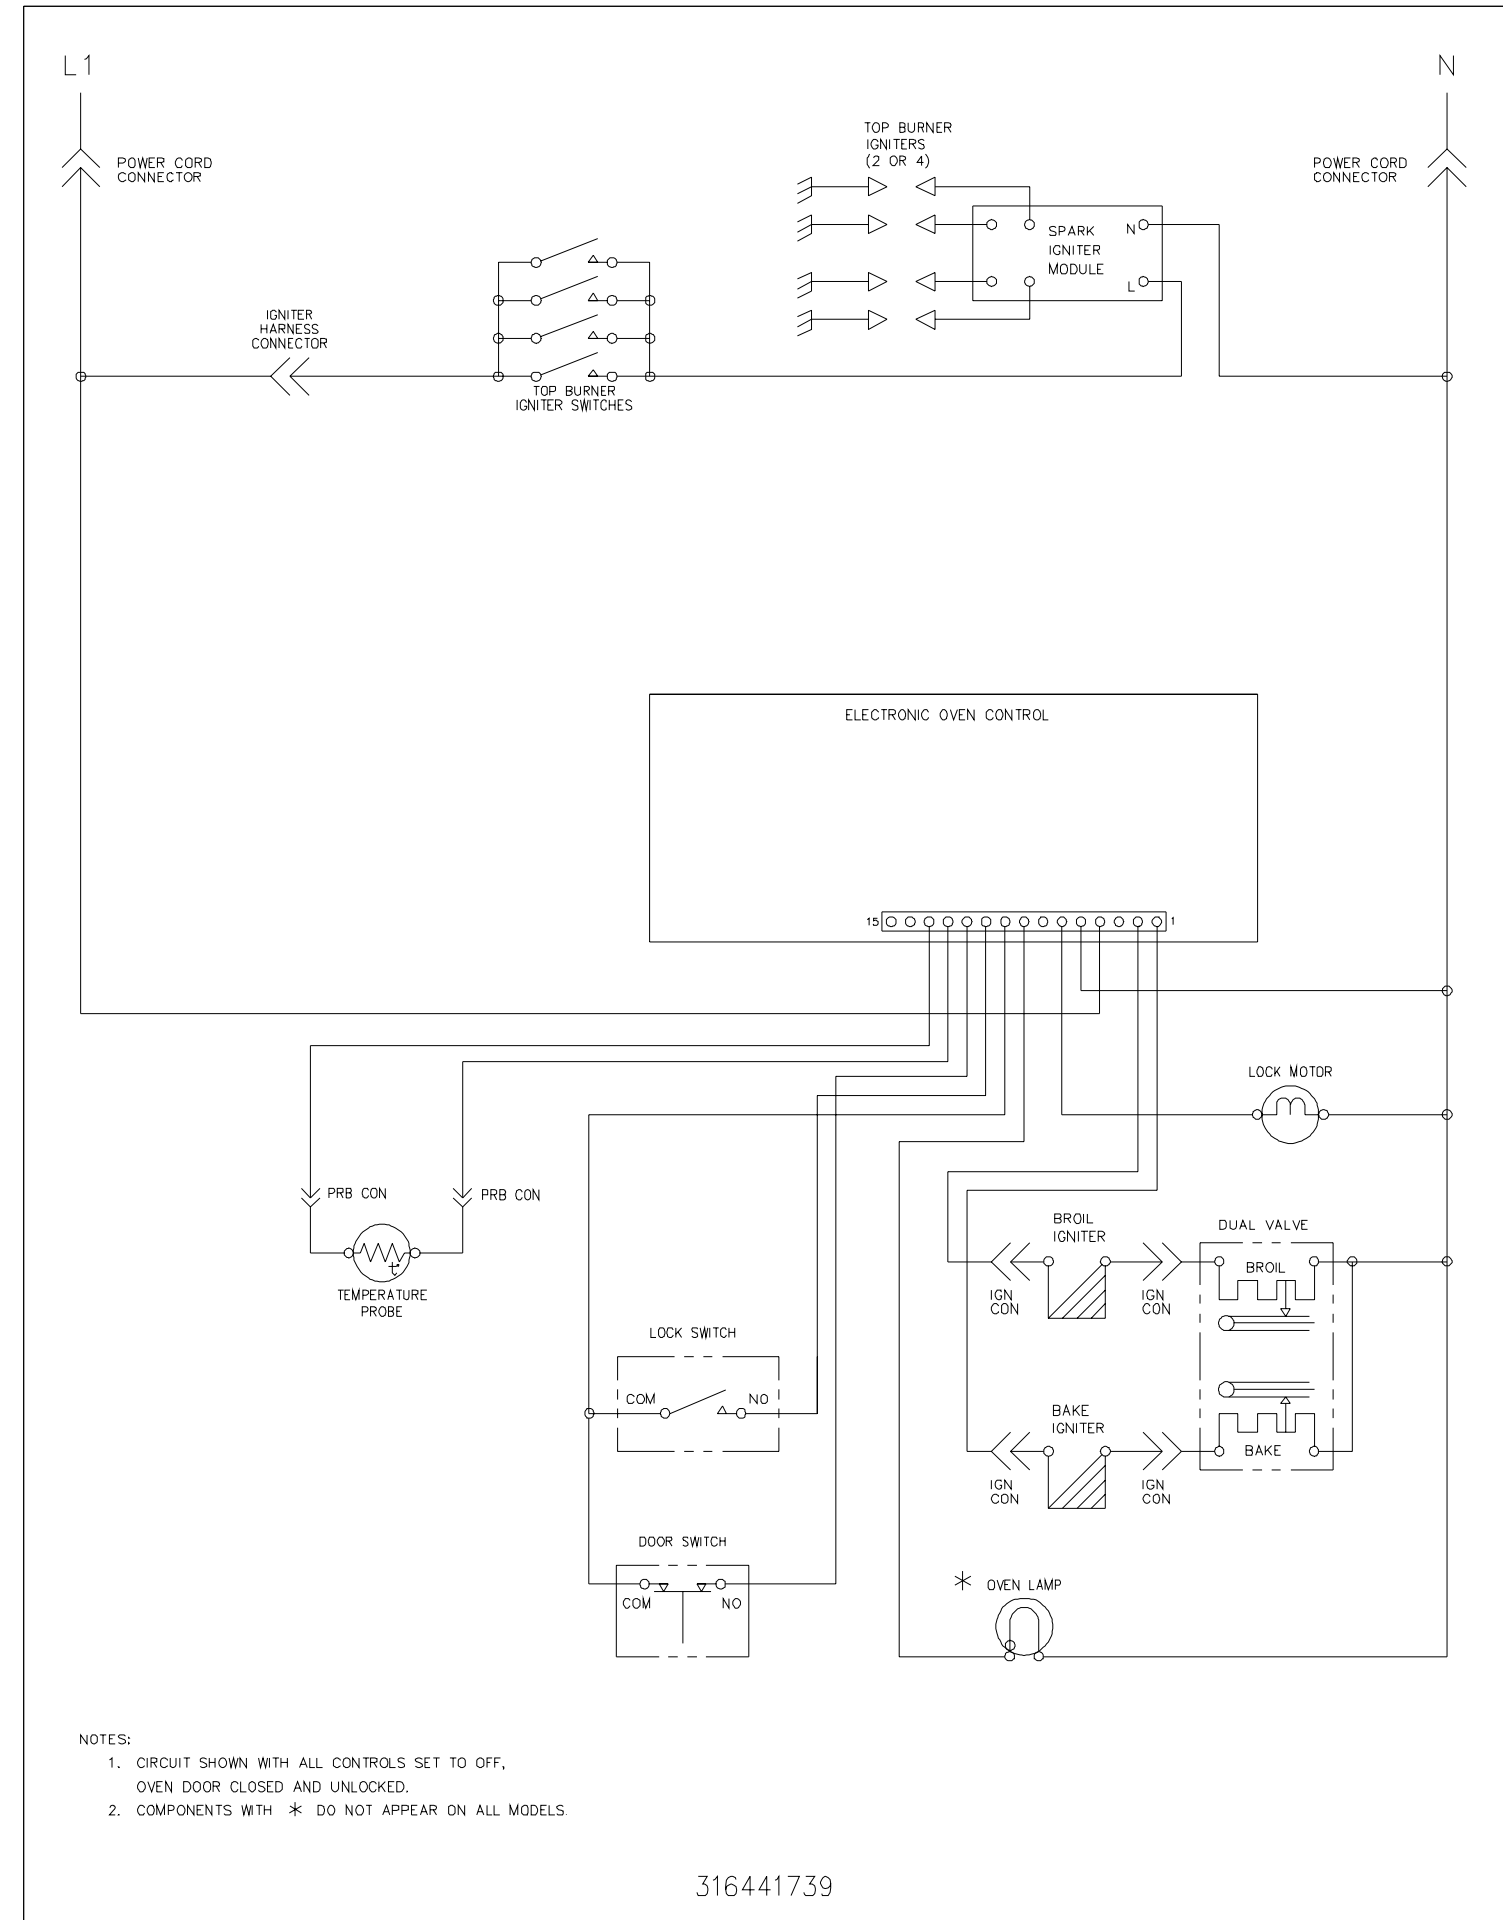 L1
N
POWER CORD
CONNECTOR
TOP BURNER
IGNITERS
(2 OR 4)
POWER CORD
CONNECTOR
SPARK
IGNITER
MODULE
N
L
IGNITER
HARNESS
CONNECTOR
TOP BURNER
IGNITER SWITCHES
ELECTRONIC OVEN CONTROL
15
1
LOCK MOTOR
PRB CON
PRB CON
t°
TEMPERATURE
PROBE
BROIL
IGNITER
DUAL VALVE
BROIL
IGN
CON
IGN
CON
LOCK SWITCH
COM
NO
BAKE
IGNITER
BAKE
IGN
CON
IGN
CON
DOOR SWITCH
COM
NO
* OVEN LAMP
NOTES:
1. CIRCUIT SHOWN WITH ALL CONTROLS SET TO OFF,
OVEN DOOR CLOSED AND UNLOCKED.
2. COMPONENTS WITH * DO NOT APPEAR ON ALL MODELS.
316441739